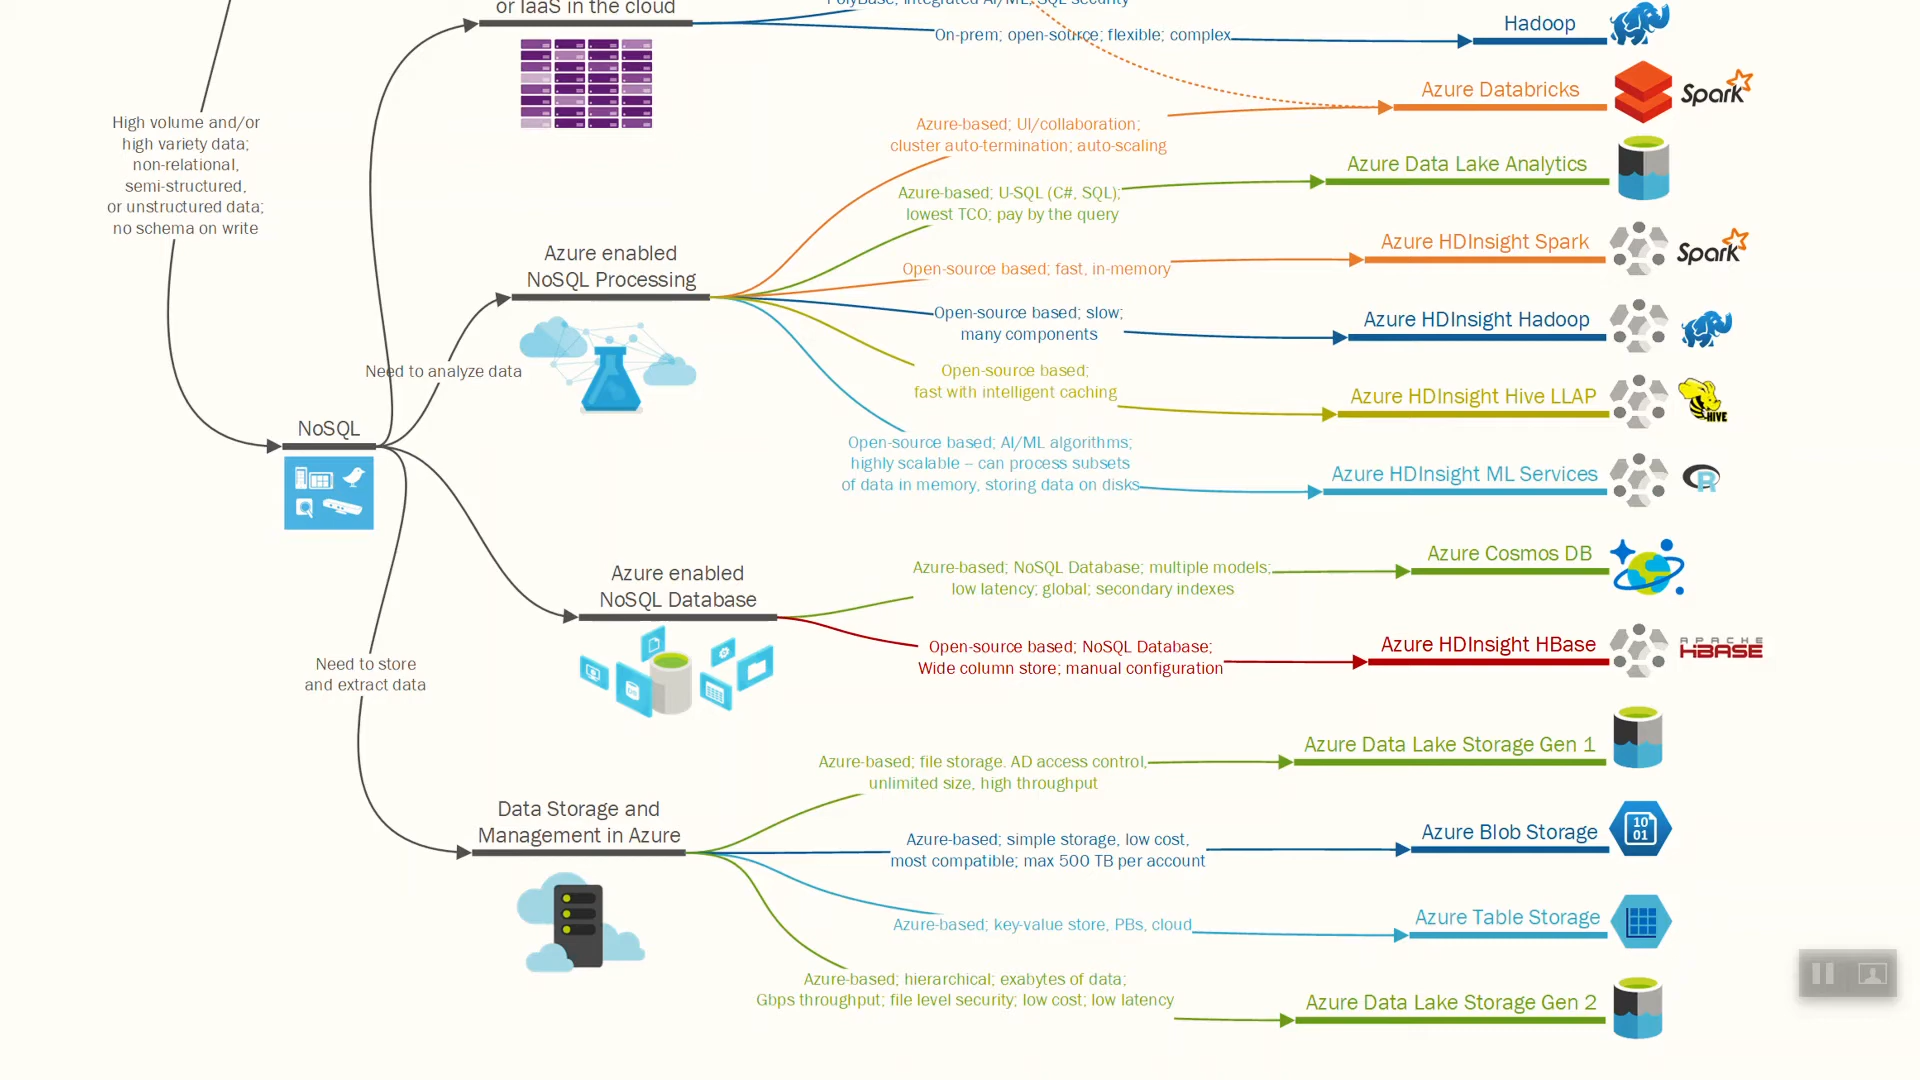 or IaaS in the cloud
PolyBase, Integrated AI/ML, SQL security
On-prem; open-source; flexible; complex
Hadoop
Azure Databricks
Spark
High volume and/or
high variety data;
non-relational,
semi-structured,
or unstructured data;
no schema on write
Azure-based; UI/collaboration;
cluster auto-termination; auto-scaling
Azure Data Lake Analytics
Azure-based; U-SQL (C#, SQL);
lowest TCO; pay by the query
Azure enabled
NoSQL Processing
Open-source based; fast, in-memory
Azure HDInsight Spark
Spark
Open-source based; slow;
many components
Azure HDInsight Hadoop
Need to analyze data
Open-source based;
fast with intelligent caching
Azure HDInsight Hive LLAP
HIVE
NoSQL
Open-source based; AI/ML algorithms;
highly scalable – can process subsets
of data in memory, storing data on disks
Azure HDInsight ML Services
R
Azure enabled
NoSQL Database
Azure-based; NoSQL Database; multiple models;
low latency; global; secondary indexes
Azure Cosmos DB
Open-source based; NoSQL Database;
Wide column store; manual configuration
Azure HDInsight HBase
APACHE
HBASE
Need to store
and extract data
Azure-based; file storage. AD access control,
unlimited size, high throughput
Azure Data Lake Storage Gen 1
Data Storage and
Management in Azure
Azure-based; simple storage, low cost,
most compatible; max 500 TB per account
Azure Blob Storage
10
01
Azure-based; key-value store, PBs, cloud
Azure Table Storage
Azure-based; hierarchical; exabytes of data;
Gbps throughput; file level security; low cost; low latency
Azure Data Lake Storage Gen 2